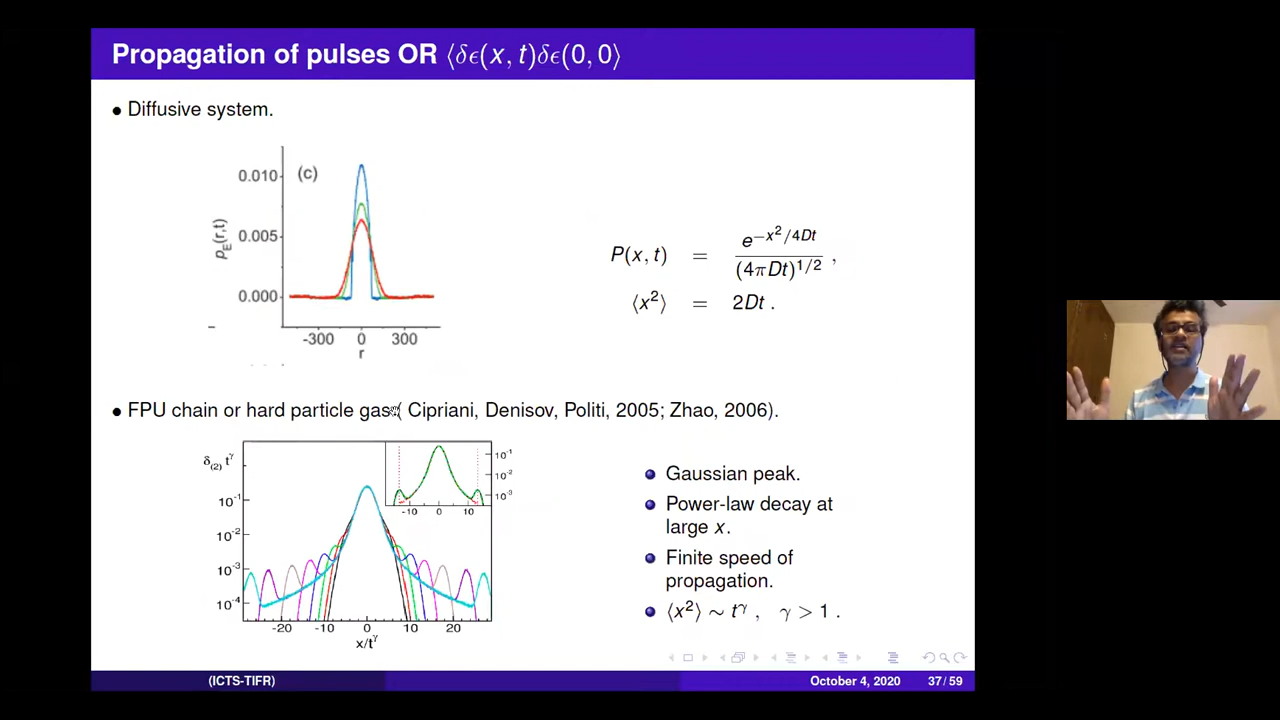 Propagation of pulses OR ⟨δϵ(x, t)δϵ(0, 0⟩
● Diffusive system.
(c)
0.010
0.005
0.000
p_E(r,t)
-300 0 300
r
P(x, t) = e^{-x²/4Dt} / (4πDt)^{1/2} ,
⟨x²⟩ = 2Dt .
● FPU chain or hard particle gas ( Cipriani, Denisov, Politi, 2005; Zhao, 2006).
δ_(2) t^γ
10^-1
10^-2
10^-3
10^-4
-20 -10 0 10 20
x/t^γ
10^-1
10^-2
10^-3
-10 0 10
Gaussian peak.
Power-law decay at
large x.
Finite speed of
propagation.
⟨x²⟩ ∼ t^γ , γ > 1 .
(ICTS-TIFR) October 4, 2020 37 / 59